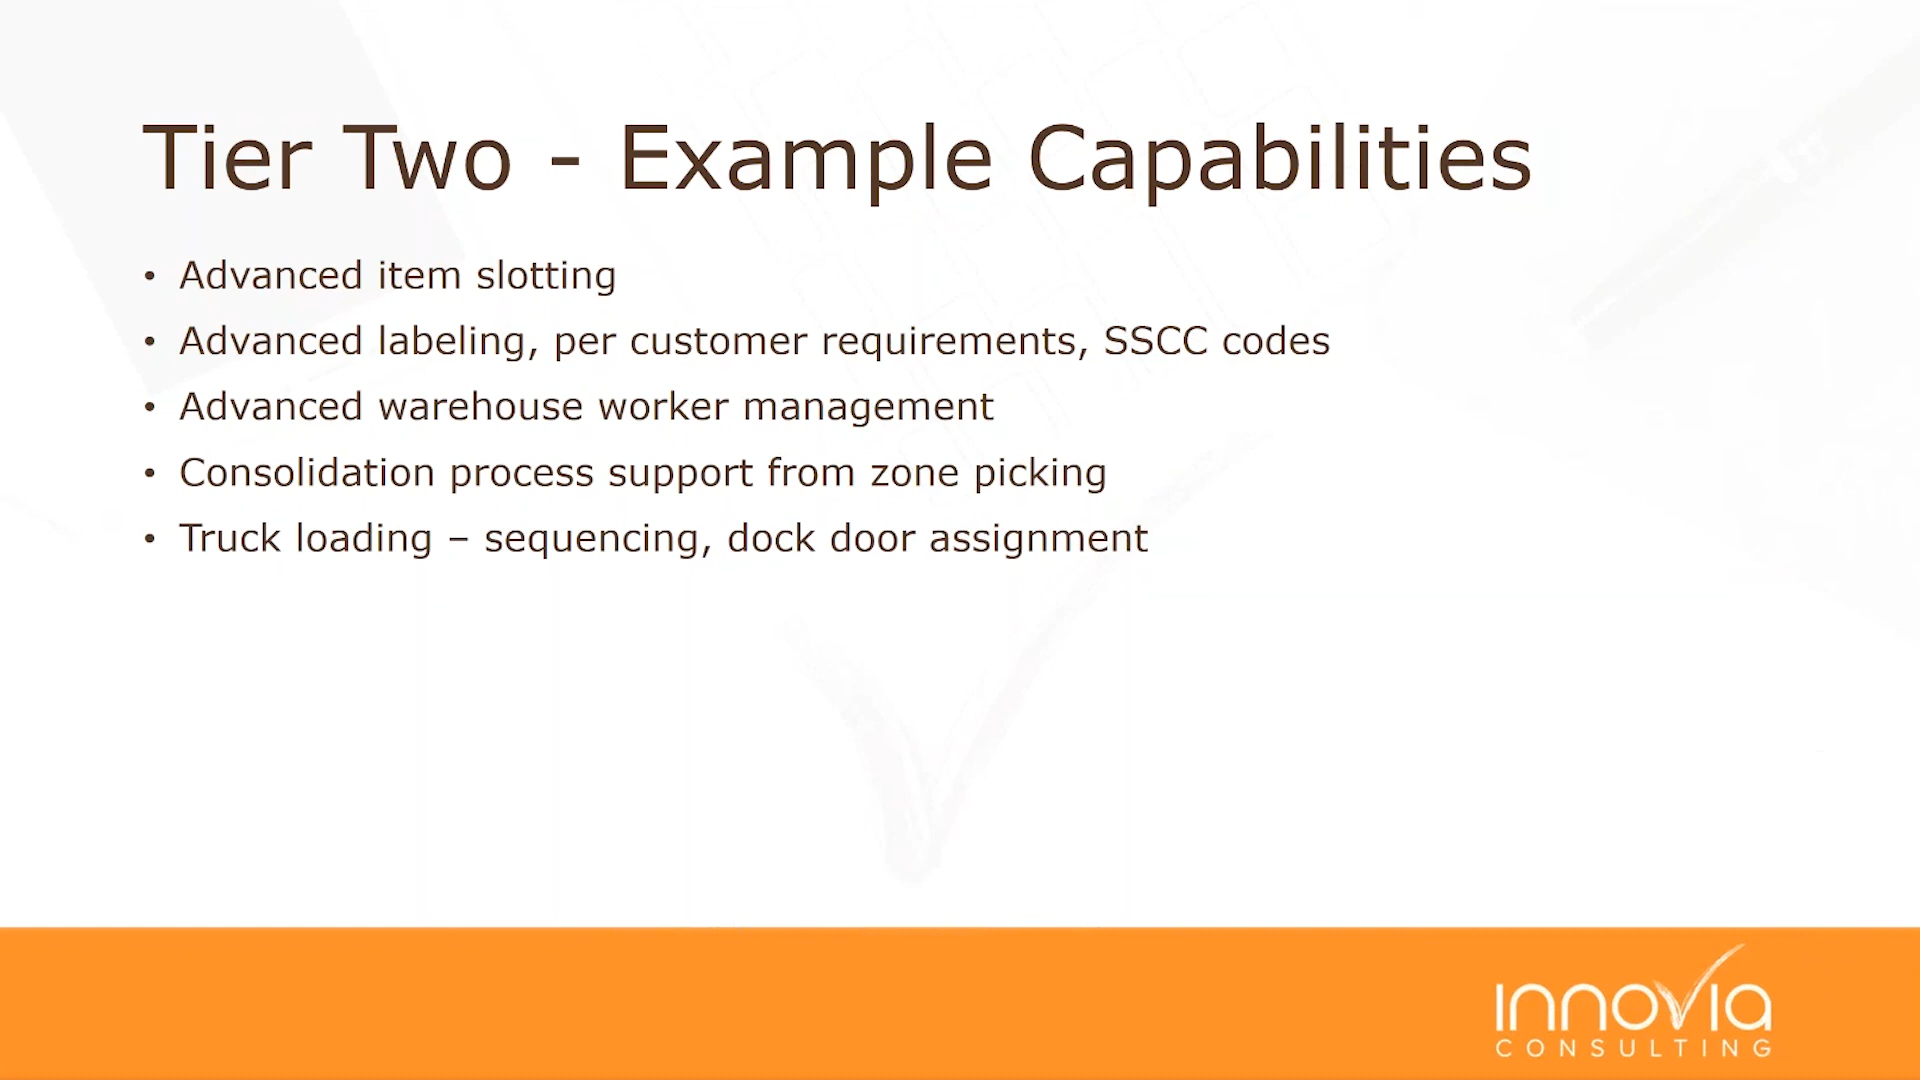 Tier Two - Example Capabilities
• Advanced item slotting
• Advanced labeling, per customer requirements, SSCC codes
• Advanced warehouse worker management
• Consolidation process support from zone picking
• Truck loading – sequencing, dock door assignment
innovia
CONSULTING